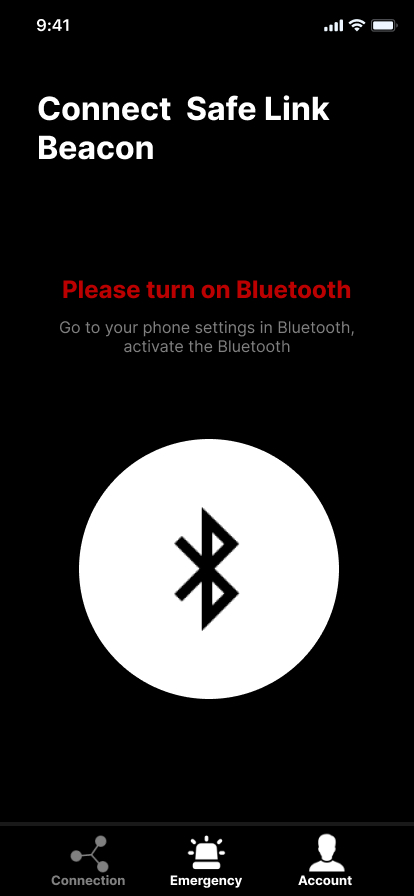 9:41
Connect Safe Link
Beacon
Please turn on Bluetooth
Go to your phone settings in Bluetooth,
activate the Bluetooth
Connection Emergency Account